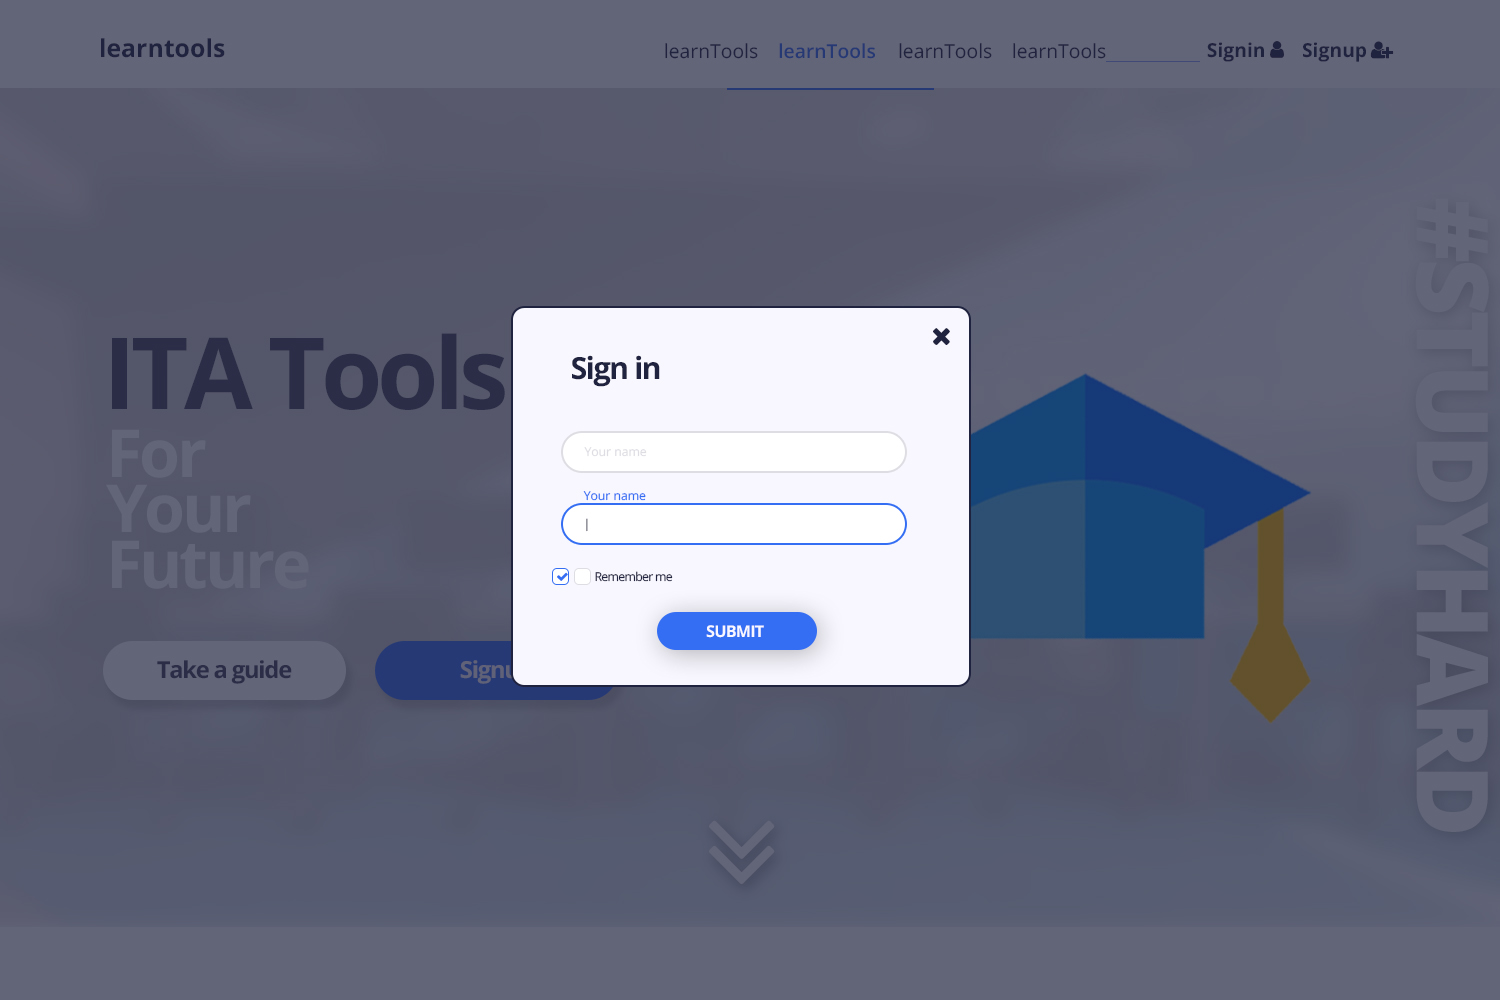 learntools
learnTools learnTools learnTools learnTools Signin Signup
#STUDYHARD
ITA Tools
For
Your
Future
Take a guide
Sign in
Your name
Your name
Remember me
SUBMIT